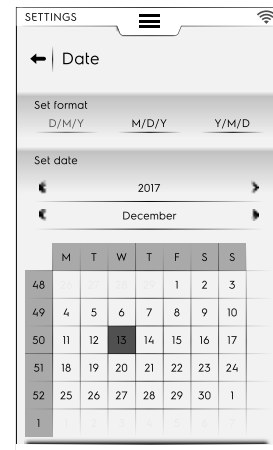 SETTINGS
Date
Set format
D/M/Y M/D/Y Y/M/D
Set date
2017
December
M T W T F S S
48 1 2 3
49 4 5 6 7 8 9 10
50 11 12 13 14 15 16 17
51 18 19 20 21 22 23 24
52 25 26 27 28 29 30 1
1